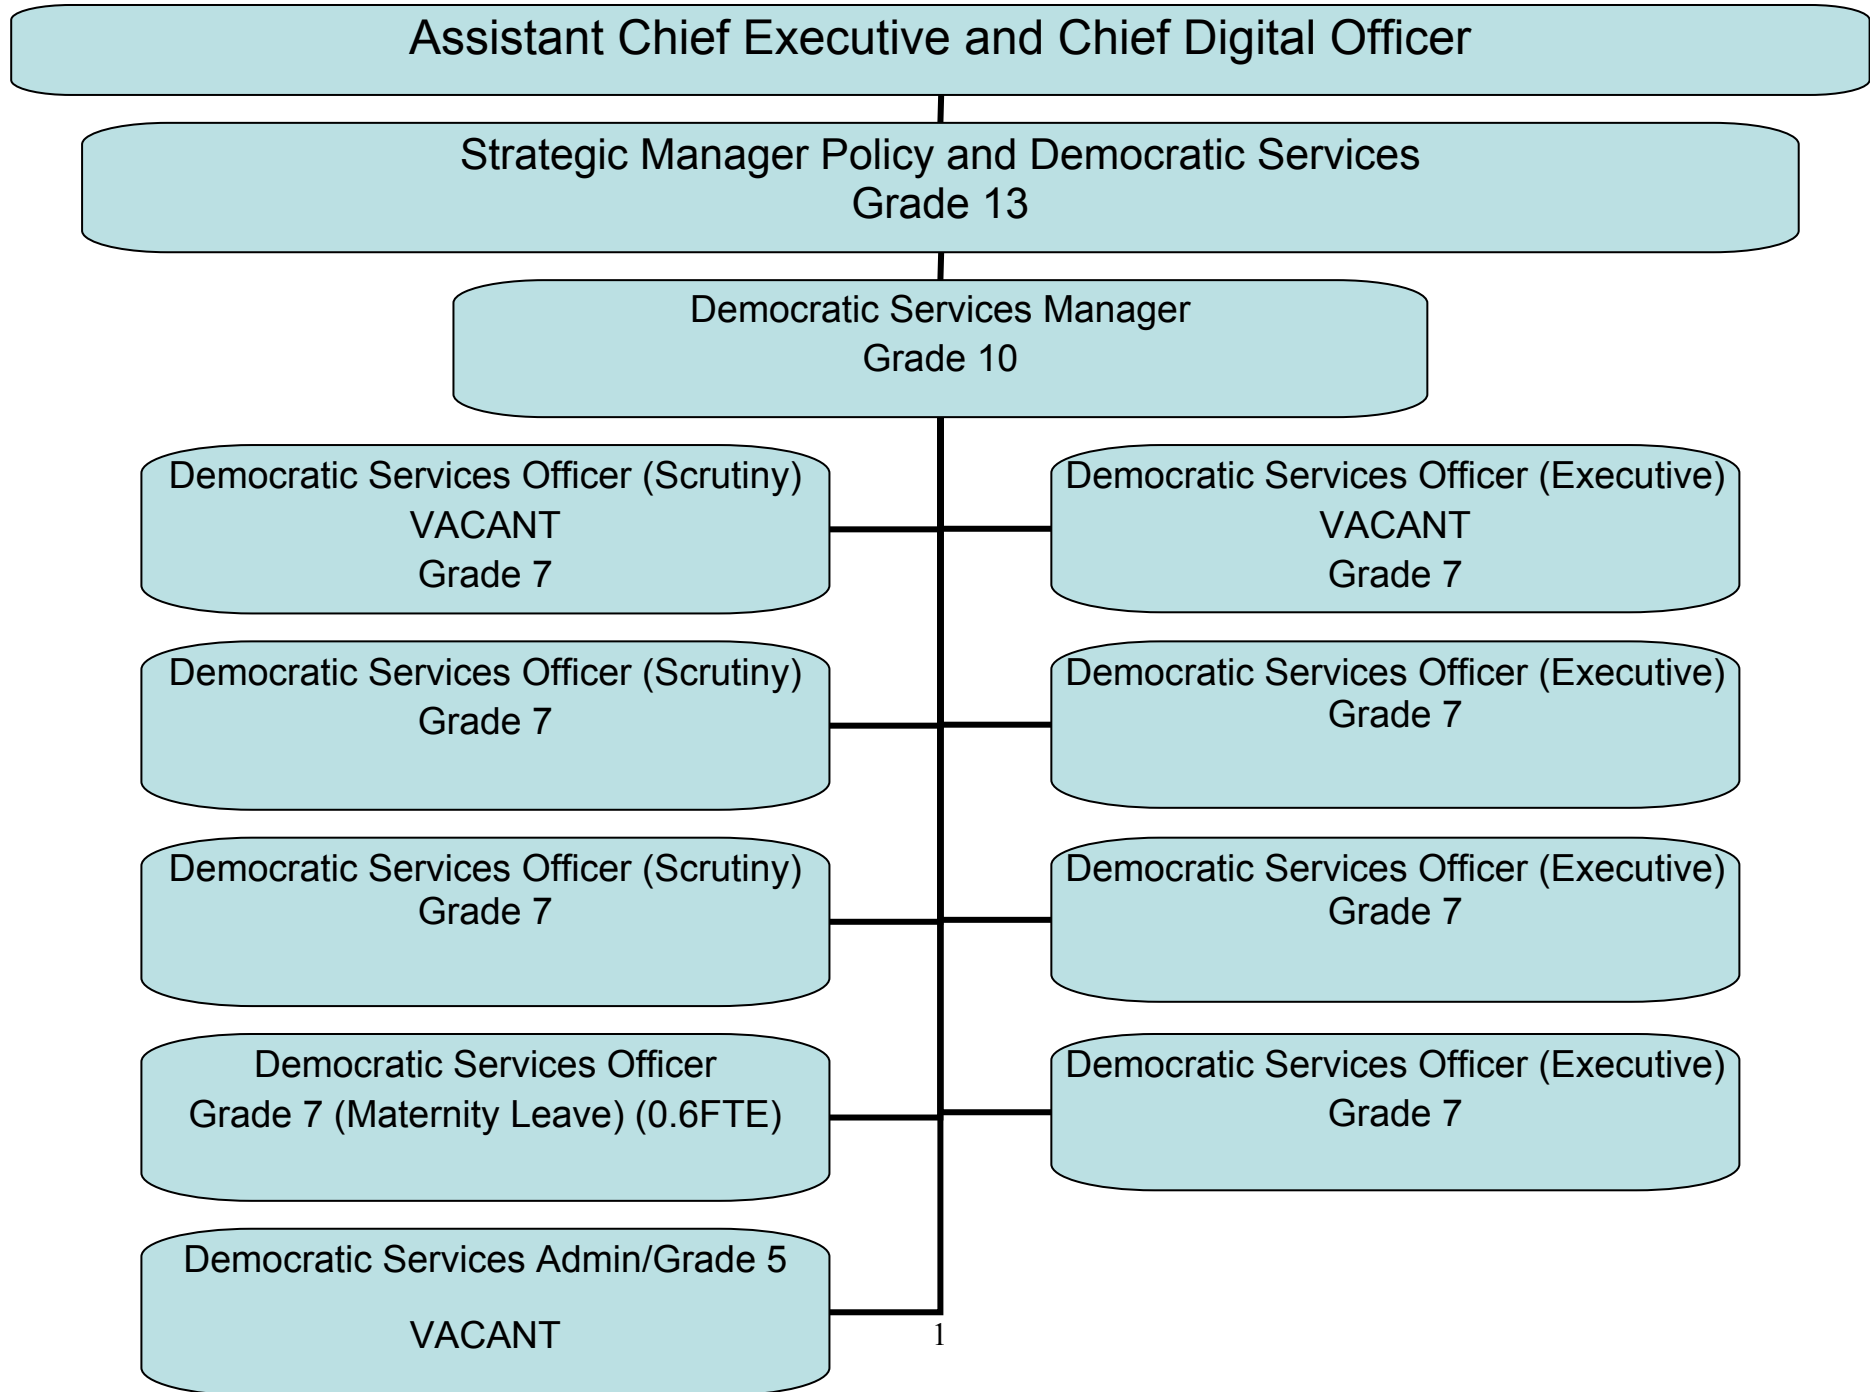 Assistant Chief Executive and Chief Digital Officer
Strategic Manager Policy and Democratic Services
Grade 13
Democratic Services Manager
Grade 10
Democratic Services Officer (Scrutiny)
VACANT
Grade 7
Democratic Services Officer (Executive)
VACANT
Grade 7
Democratic Services Officer (Scrutiny)
Grade 7
Democratic Services Officer (Executive)
Grade 7
Democratic Services Officer (Scrutiny)
Grade 7
Democratic Services Officer (Executive)
Grade 7
Democratic Services Officer
Grade 7 (Maternity Leave) (0.6FTE)
Democratic Services Officer (Executive)
Grade 7
Democratic Services Admin/Grade 5
VACANT
1